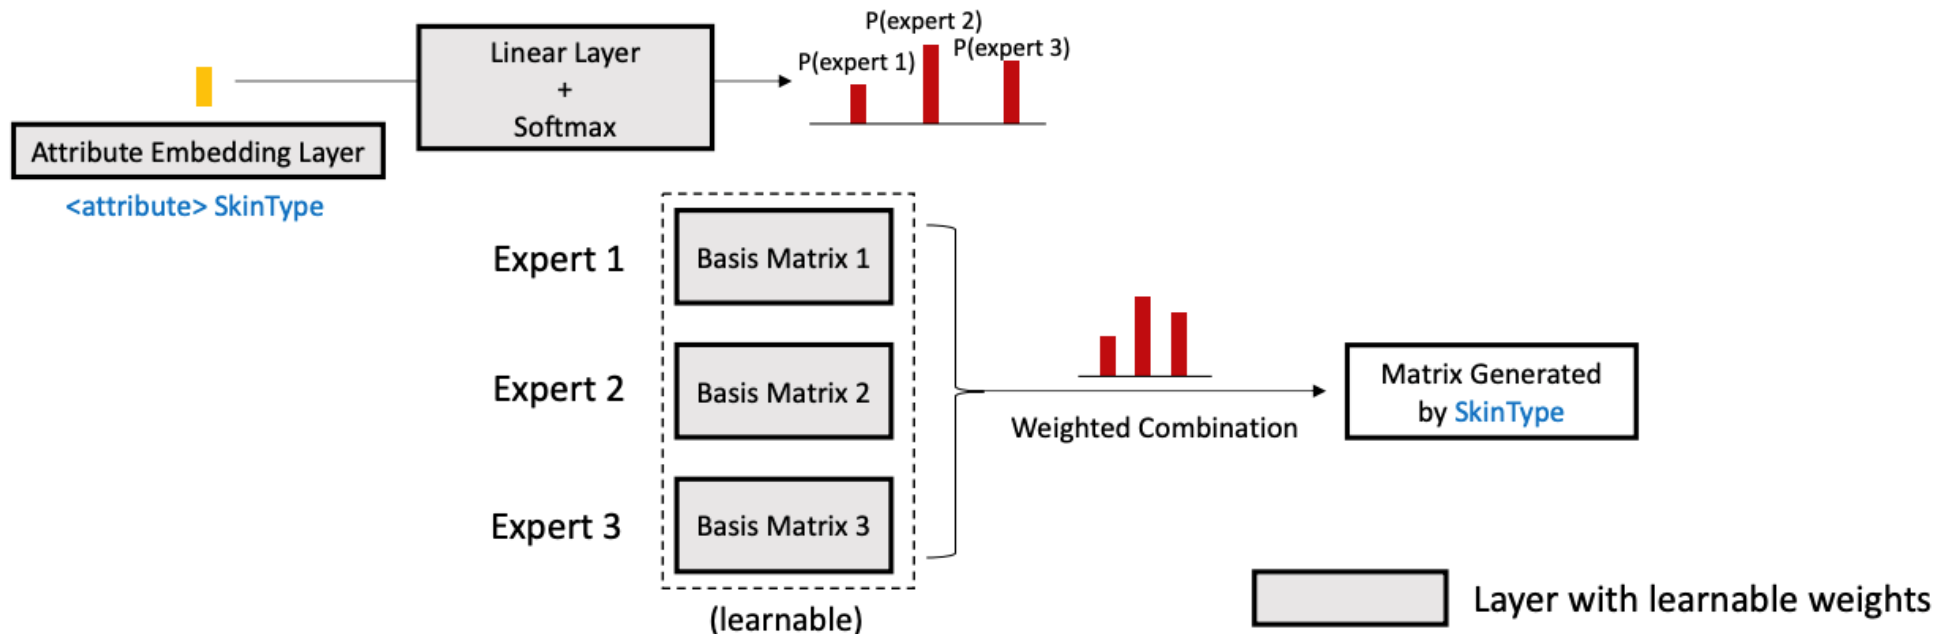 P(expert 2)
P(expert 1)
P(expert 3)
Linear Layer
+
Softmax
Attribute Embedding Layer
<attribute> SkinType
Expert 1
Basis Matrix 1
Expert 2
Basis Matrix 2
Expert 3
Basis Matrix 3
(learnable)
Weighted Combination
Matrix Generated
by SkinType
Layer with learnable weights